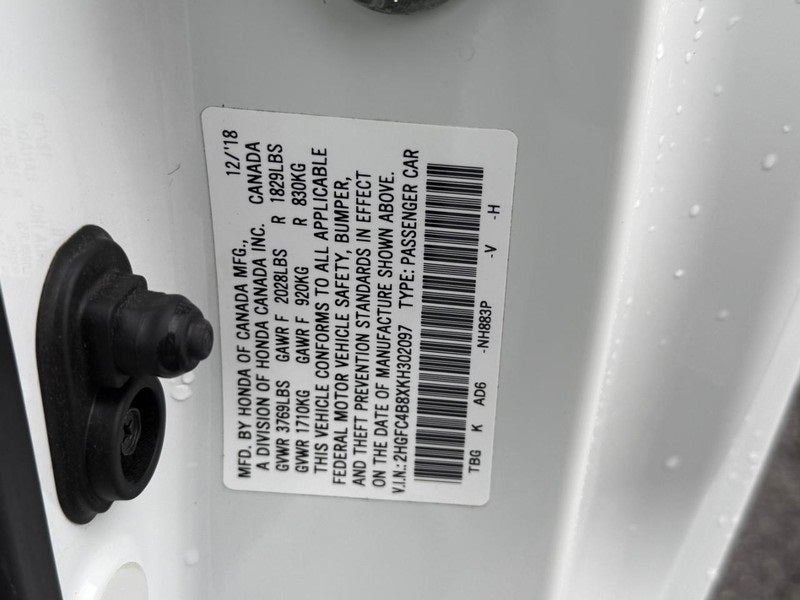 MFD. BY HONDA OF CANADA MFG., 12/'18
A DIVISION OF HONDA CANADA INC. CANADA
GVWR 3769LBS GAWR F 2028LBS R 1829LBS
GVWR 1710KG GAWR F 920KG R 830KG
THIS VEHICLE CONFORMS TO ALL APPLICABLE
FEDERAL MOTOR VEHICLE SAFETY, BUMPER,
AND THEFT PREVENTION STANDARDS IN EFFECT
ON THE DATE OF MANUFACTURE SHOWN ABOVE.
V.I.N.: 2HGFC4B8XKH302097 TYPE: PASSENGER CAR
TBG K AD6 -NH883P -V -H